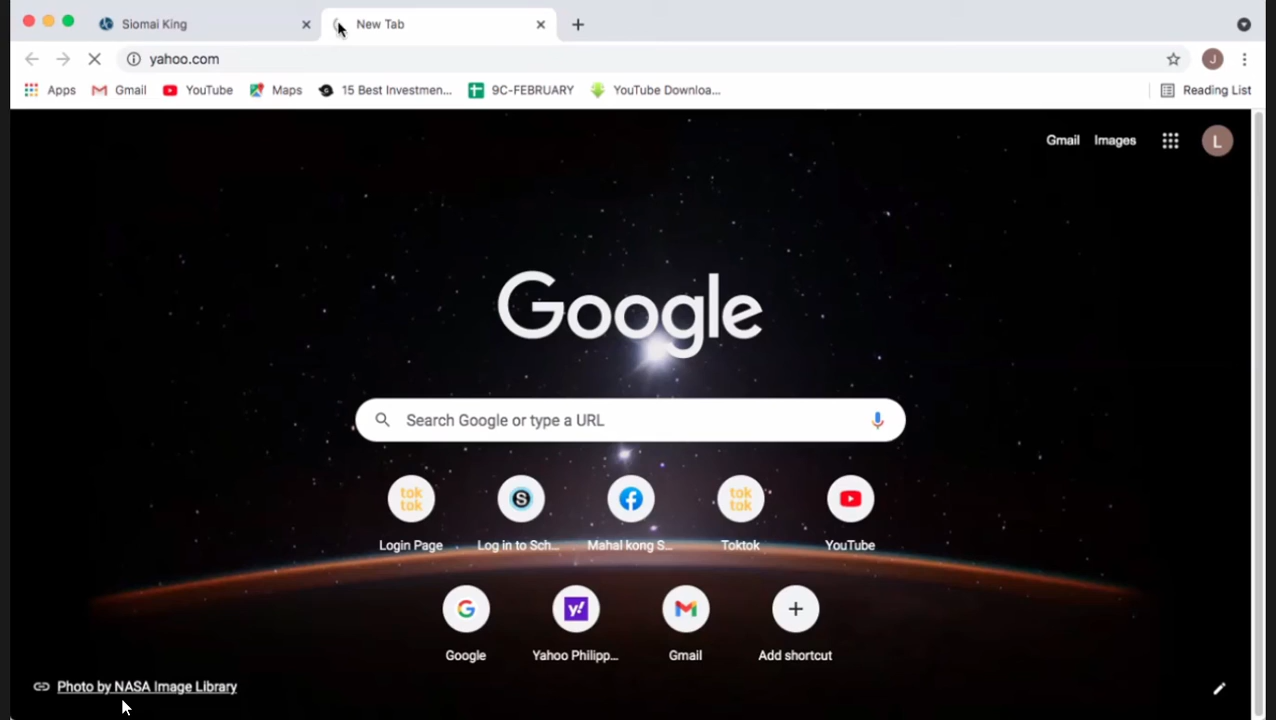 Siomai King
New Tab
yahoo.com
J
Apps
Gmail
YouTube
Maps
15 Best Investmen...
9C-FEBRUARY
YouTube Downloa...
Reading List
Gmail
Images
L
Google
Search Google or type a URL
tok
tok
S
tok
tok
Login Page
Log in to Sch...
Mahal kong S...
Toktok
YouTube
G
y!
Google
Yahoo Philipp...
Gmail
Add shortcut
Photo by NASA Image Library